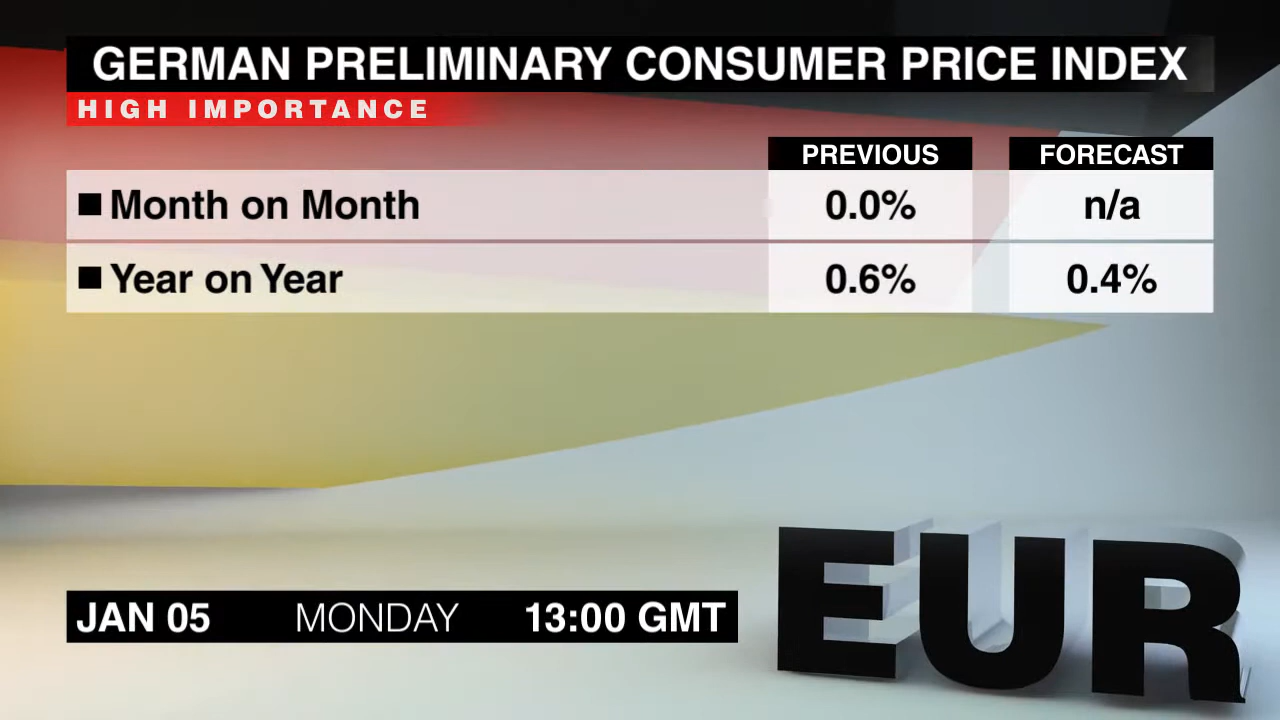 GERMAN PRELIMINARY CONSUMER PRICE INDEX
HIGH IMPORTANCE
PREVIOUS FORECAST
Month on Month 0.0% n/a
Year on Year 0.6% 0.4%
JAN 05 MONDAY 13:00 GMT
EUR